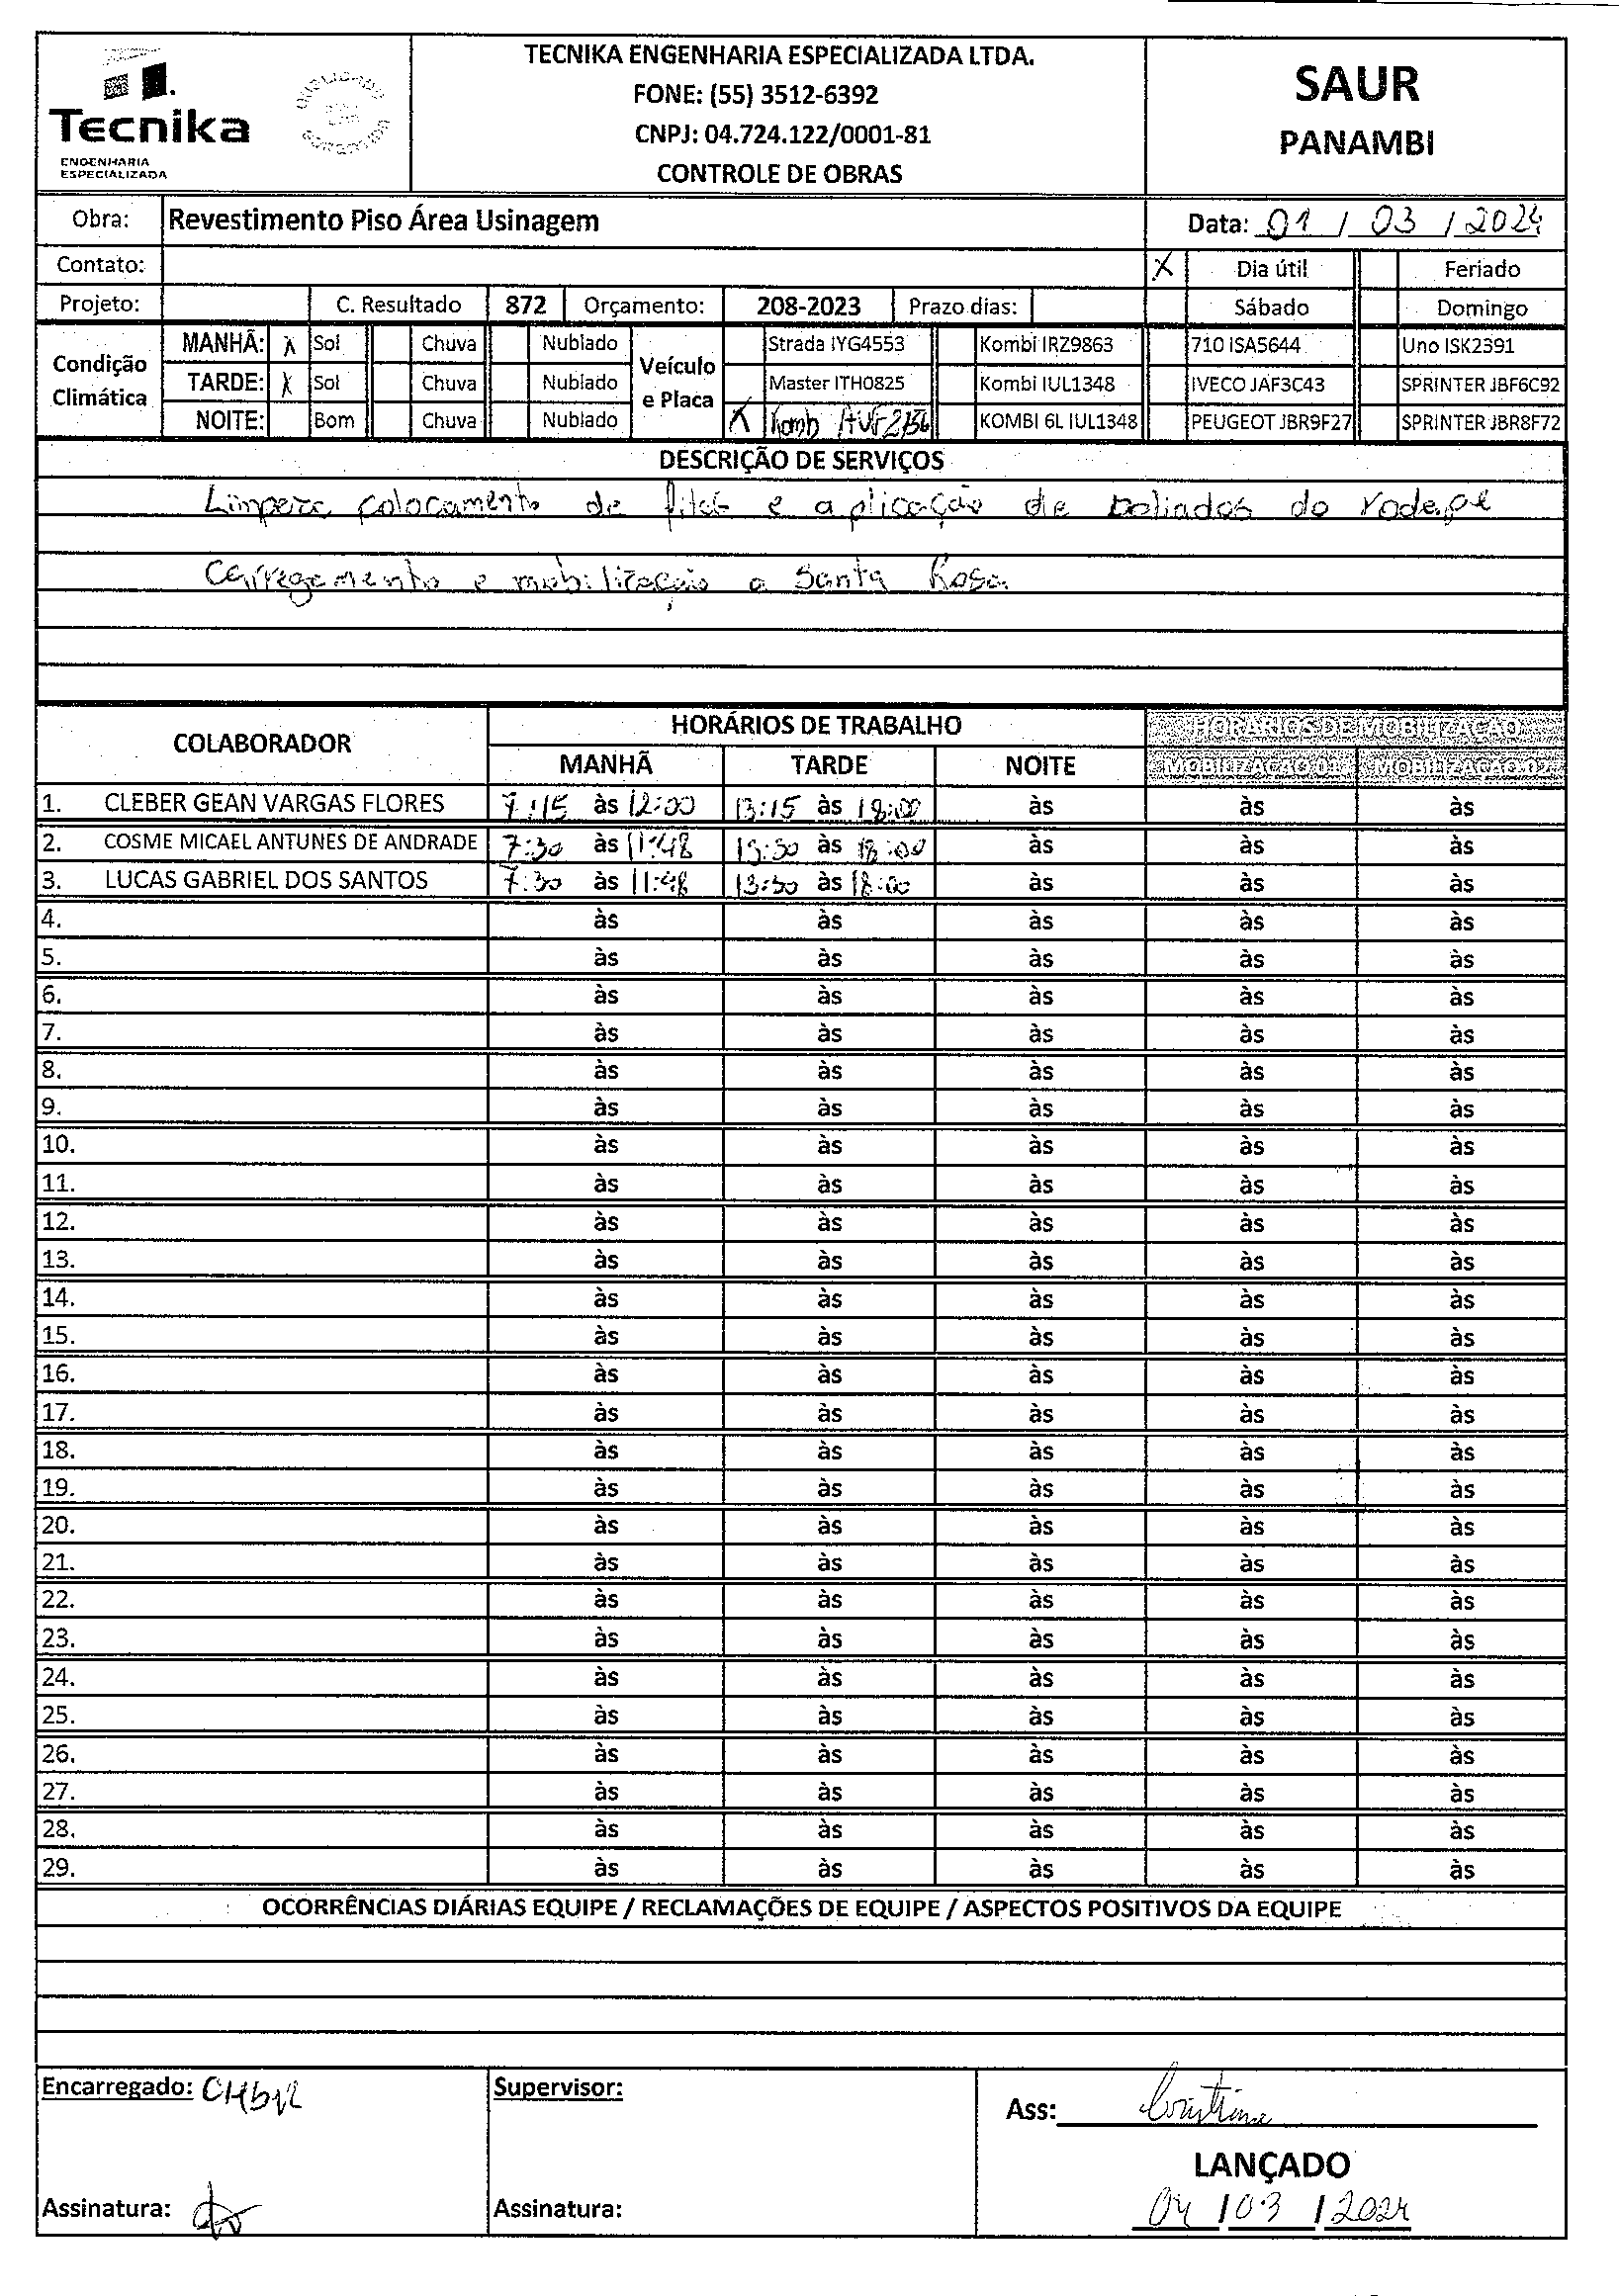 TECNIKA ENGENHARIA ESPECIALIZADA LTDA.
FONE: (55) 3512-6392
CNPJ: 04.724.122/0001-81
CONTROLE DE OBRAS
Tecnika
ENGENHARIA
ESPECIALIZADA
SAUR
PANAMBI
Obra: Revestimento Piso Área Usinagem Data: 01 / 03 / 2024
Contato: X Dia útil Feriado
Projeto: C. Resultado 872 Orçamento: 208-2023 Prazo dias: Sábado Domingo
Condição Climática
MANHÃ: X Sol Chuva Nublado
TARDE: X Sol Chuva Nublado
NOITE: Bom Chuva Nublado
Veículo e Placa
Strada IYG4553 Kombi IRZ9863 710 ISA5644 Uno ISK2391
Master ITH0825 Kombi IUL1348 IVECO JAF3C43 SPRINTER JBF6C92
X Komb KOMBI 6L IUL1348 PEUGEOT JBR9F27 SPRINTER JBR8F72
DESCRIÇÃO DE SERVIÇOS
Limpeza colocamento de fitas e aplicação de boliados do rodape
Carregamento e mobilização a Santa Rosa
COLABORADOR HORÁRIOS DE TRABALHO HORÁRIOS DE MOBILIZAÇÃO
MANHÃ TARDE NOITE MOBILIZAÇÃO 01 MOBILIZAÇÃO 02
1. CLEBER GEAN VARGAS FLORES 7:15 às 12:00 13:15 às 18:00 às às às
2. COSME MICAEL ANTUNES DE ANDRADE 7:30 às 11:48 13:30 às 18:00 às às às
3. LUCAS GABRIEL DOS SANTOS 7:30 às 11:48 13:30 às 18:00 às às às
4. às às às às às
5. às às às às às
6. às às às às às
7. às às às às às
8. às às às às às
9. às às às às às
10. às às às às às
11. às às às às às
12. às às às às às
13. às às às às às
14. às às às às às
15. às às às às às
16. às às às às às
17. às às às às às
18. às às às às às
19. às às às às às
20. às às às às às
21. às às às às às
22. às às às às às
23. às às às às às
24. às às às às às
25. às às às às às
26. às às às às às
27. às às às às às
28. às às às às às
29. às às às às às
OCORRÊNCIAS DIÁRIAS EQUIPE / RECLAMAÇÕES DE EQUIPE / ASPECTOS POSITIVOS DA EQUIPE
Encarregado:
Supervisor:
Ass: Cristine
LANÇADO
Assinatura:
Assinatura:
04 / 03 / 2024